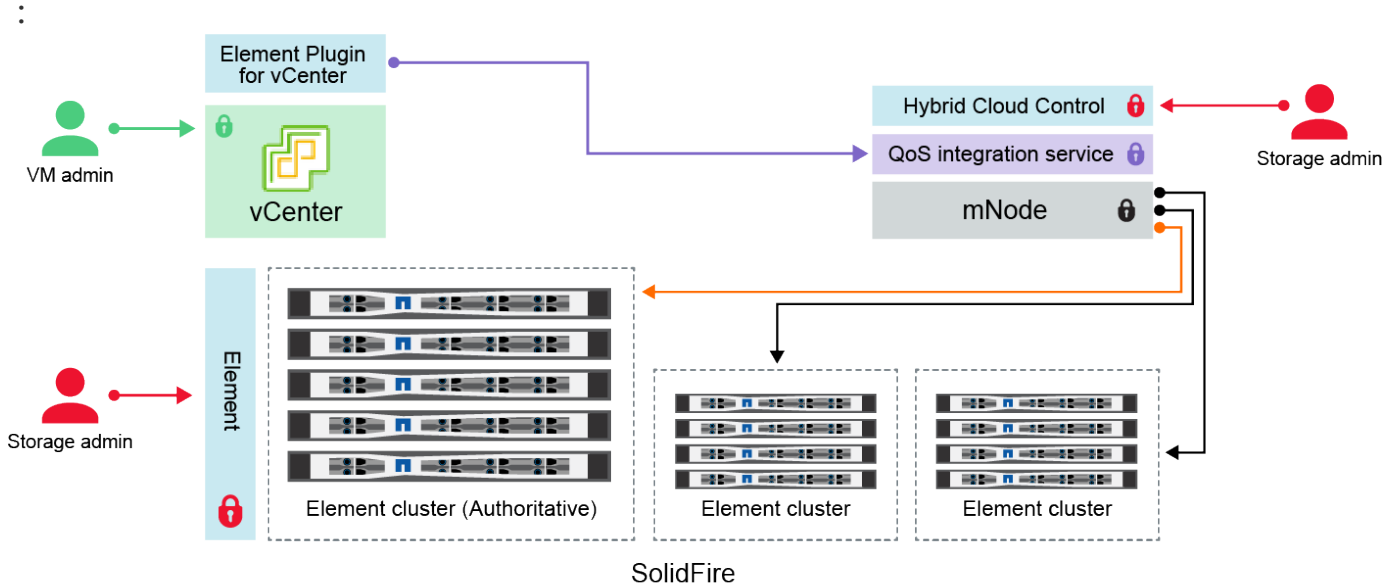 :
Element Plugin
for vCenter
VM admin
vCenter
Hybrid Cloud Control
QoS integration service
mNode
Storage admin
Storage admin
Element
Element cluster (Authoritative)
Element cluster
Element cluster
SolidFire